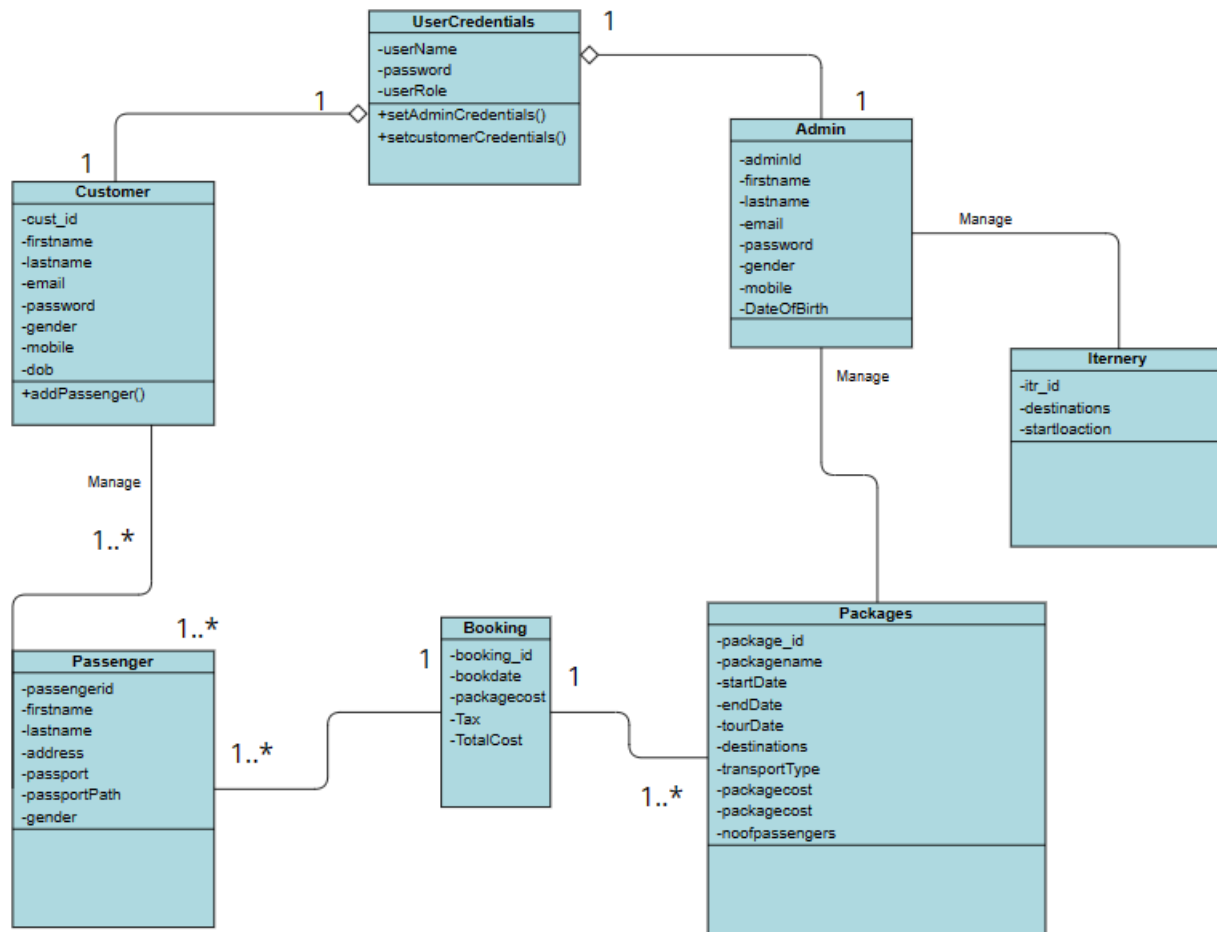 UserCredentials
-userName
-password
-userRole
+setAdminCredentials()
+setcustomerCredentials()
1
1
1
1
Customer
-cust_id
-firstname
-lastname
-email
-password
-gender
-mobile
-dob
+addPassenger()
Admin
-adminId
-firstname
-lastname
-email
-password
-gender
-mobile
-DateOfBirth
Manage
Manage
Iternery
-itr_id
-destinations
-startloaction
Manage
1..*
1..*
Passenger
-passengerid
-firstname
-lastname
-address
-passport
-passportPath
-gender
1..*
1
Booking
-booking_id
-bookdate
-packagecost
-Tax
-TotalCost
1
1..*
Packages
-package_id
-packagename
-startDate
-endDate
-tourDate
-destinations
-transportType
-packagecost
-packagecost
-noofpassengers